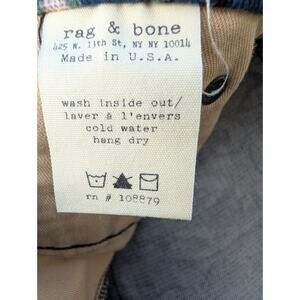 rag & bone
425 W. 13th St, NY NY 10014
Made in U.S.A.
wash inside out/
laver à l'envers
cold water
hang dry
rn # 108879